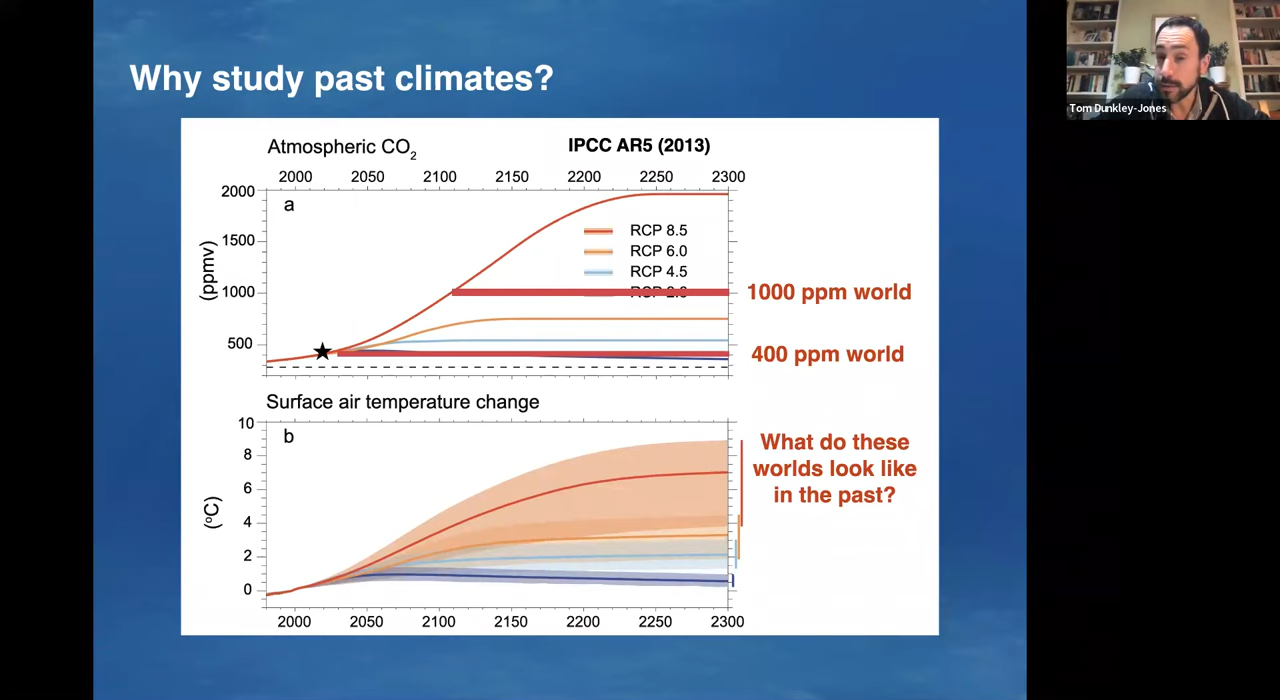 Why study past climates?
Tom Dunkley-Jones
Atmospheric CO2
IPCC AR5 (2013)
2000 2050 2100 2150 2200 2250 2300
2000
a
1500
1000
500
(ppmv)
RCP 8.5
RCP 6.0
RCP 4.5
1000 ppm world
400 ppm world
Surface air temperature change
b
10
8
6
4
2
0
(°C)
What do these
worlds look like
in the past?
2000 2050 2100 2150 2200 2250 2300